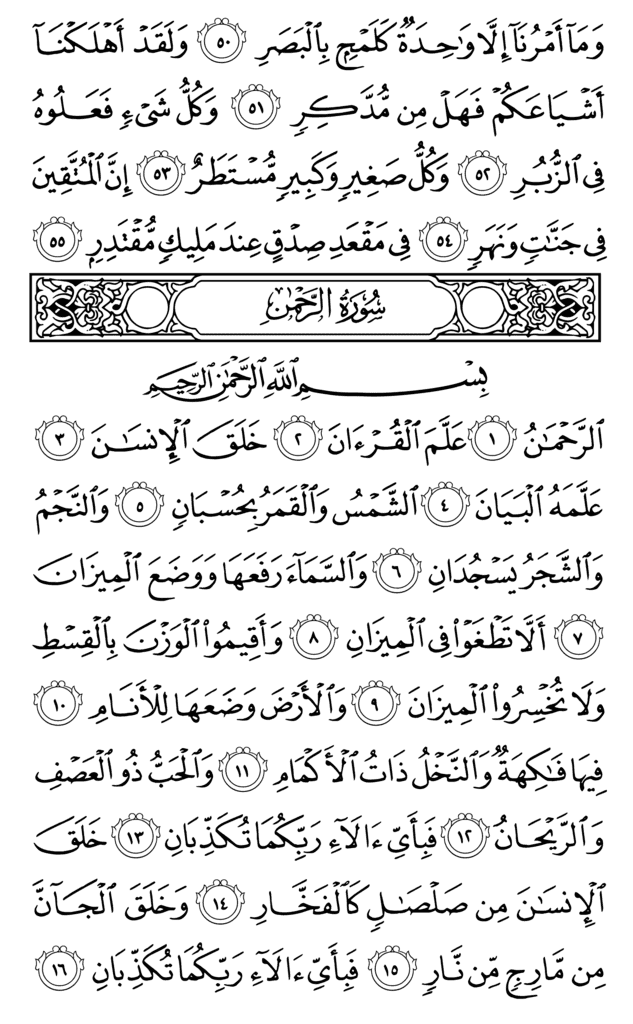 وَمَآ أَمۡرُنَآ إِلَّا وَٰحِدَةٞ كَلَمۡحِۭ بِٱلۡبَصَرِ ٥٠ وَلَقَدۡ أَهۡلَكۡنَآ
أَشۡيَاعَكُمۡ فَهَلۡ مِن مُّدَّكِرٖ ٥١ وَكُلُّ شَيۡءٖ فَعَلُوهُ
فِي ٱلزُّبُرِ ٥٢ وَكُلُّ صَغِيرٖ وَكَبِيرٖ مُّسۡتَطَرٌ ٥٣ إِنَّ ٱلۡمُتَّقِينَ
فِي جَنَّٰتٖ وَنَهَرٖ ٥٤ فِي مَقۡعَدِ صِدۡقٍ عِندَ مَلِيكٖ مُّقۡتَدِرِۭ ٥٥
سُورَةُ الرَّحۡمَٰنِ
بِسۡمِ ٱللَّهِ ٱلرَّحۡمَٰنِ ٱلرَّحِيمِ
ٱلرَّحۡمَٰنُ ١ عَلَّمَ ٱلۡقُرۡءَانَ ٢ خَلَقَ ٱلۡإِنسَٰنَ ٣
عَلَّمَهُ ٱلۡبَيَانَ ٤ ٱلشَّمۡسُ وَٱلۡقَمَرُ بِحُسۡبَانٖ ٥ وَٱلنَّجۡمُ
وَٱلشَّجَرُ يَسۡجُدَانِ ٦ وَٱلسَّمَآءَ رَفَعَهَا وَوَضَعَ ٱلۡمِيزَانَ
٧ أَلَّا تَطۡغَوۡاْ فِي ٱلۡمِيزَانِ ٨ وَأَقِيمُواْ ٱلۡوَزۡنَ بِٱلۡقِسۡطِ
وَلَا تُخۡسِرُواْ ٱلۡمِيزَانَ ٩ وَٱلۡأَرۡضَ وَضَعَهَا لِلۡأَنَامِ ١٠
فِيهَا فَٰكِهَةٞ وَٱلنَّخۡلُ ذَاتُ ٱلۡأَكۡمَامِ ١١ وَٱلۡحَبُّ ذُو ٱلۡعَصۡفِ
وَٱلرَّيۡحَانُ ١٢ فَبِأَيِّ ءَالَآءِ رَبِّكُمَا تُكَذِّبَانِ ١٣ خَلَقَ
ٱلۡإِنسَٰنَ مِن صَلۡصَٰلٖ كَٱلۡفَخَّارِ ١٤ وَخَلَقَ ٱلۡجَآنَّ
مِن مَّارِجٖ مِّن نَّارٖ ١٥ فَبِأَيِّ ءَالَآءِ رَبِّكُمَا تُكَذِّبَانِ ١٦